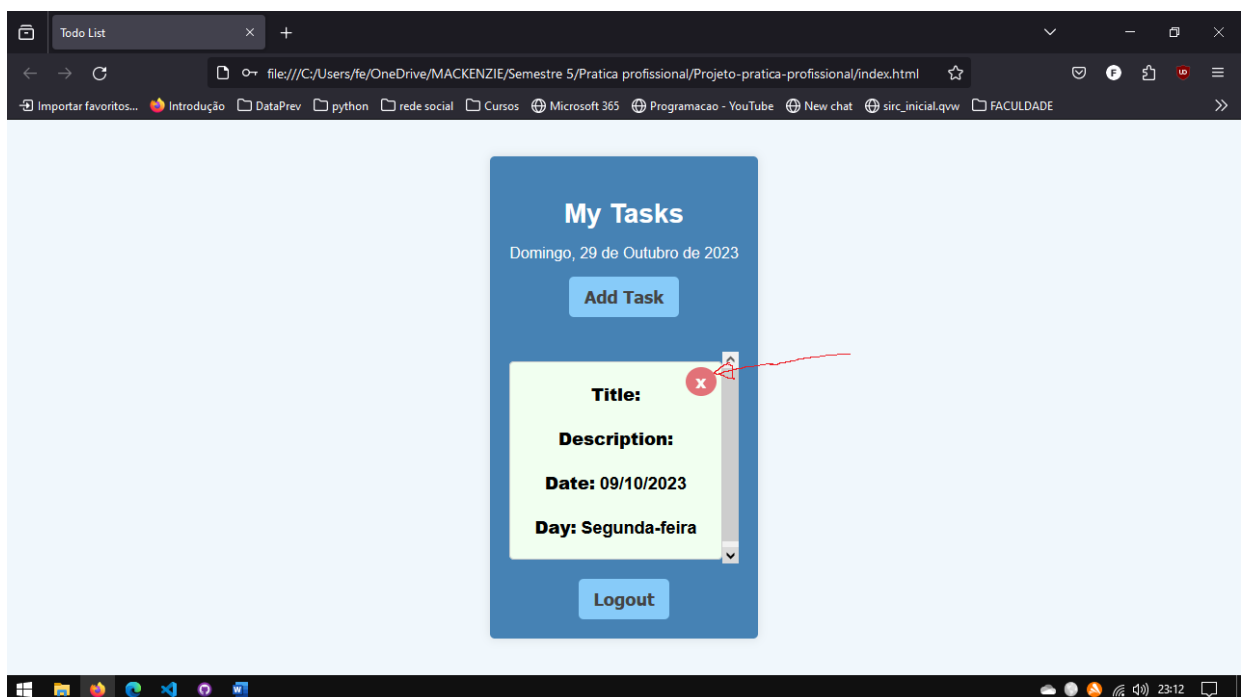 Todo List
file:///C:/Users/fe/OneDrive/MACKENZIE/Semestre 5/Pratica profissional/Projeto-pratica-profissional/index.html
Importar favoritos... Introdução DataPrev python rede social Cursos Microsoft 365 Programacao - YouTube New chat sirc_inicial.qvw FACULDADE
My Tasks
Domingo, 29 de Outubro de 2023
Add Task
x
Title:
Description:
Date: 09/10/2023
Day: Segunda-feira
Logout
23:12